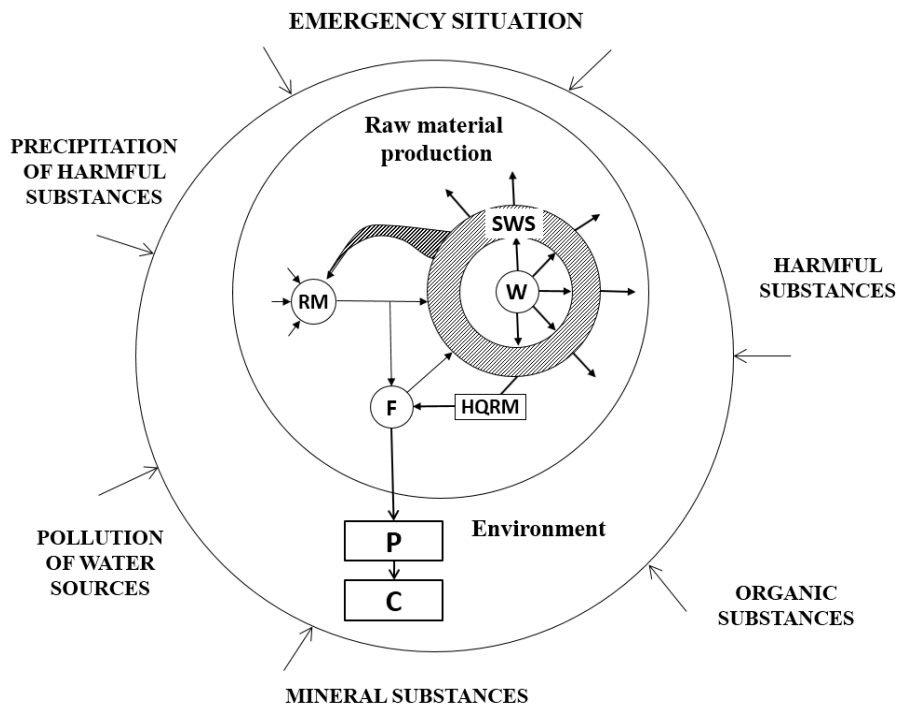 EMERGENCY SITUATION
Raw material
production
PRECIPITATION
OF HARMFUL
SUBSTANCES
SWS
W
RM
HARMFUL
SUBSTANCES
F
HQRM
P
Environment
C
POLLUTION
OF WATER
SOURCES
ORGANIC
SUBSTANCES
MINERAL SUBSTANCES